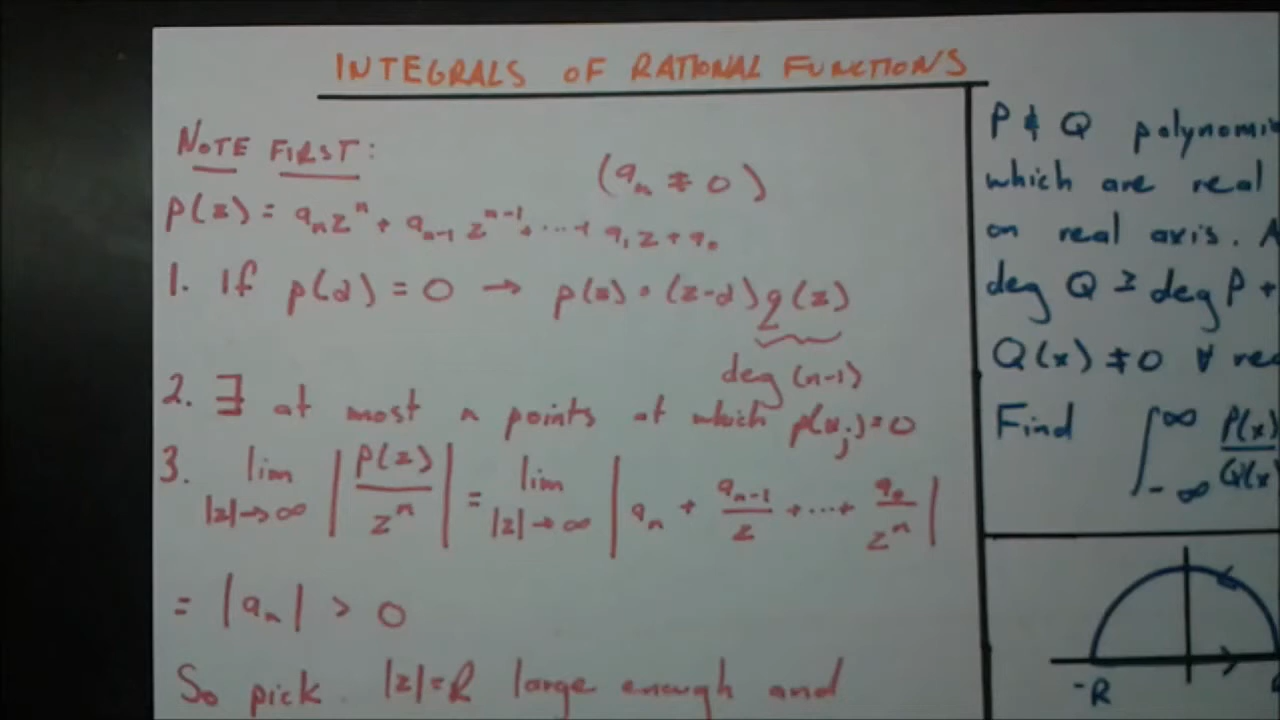 INTEGRALS OF RATIONAL FUNCTIONS
NOTE FIRST:
(aₙ ≠ 0)
p(z) = aₙzⁿ + aₙ₋₁zⁿ⁻¹ + ... + a₁z + a₀
1. If p(α) = 0 → p(z) = (z-α)q(z)
deg (n-1)
2. ∃ at most n points at which p(αⱼ) = 0
3. lim |z|→∞ | p(z)/zⁿ | = lim |z|→∞ | aₙ + aₙ₋₁/z + ... + a₀/zⁿ |
= |aₙ| > 0
So pick |z| = R large enough and
P & Q
which are real
on real axis.
deg Q ≥ deg P +
Q(x) ≠ 0 ∀
Find ∫₋∞^∞ P(x)/Q(x)
-R